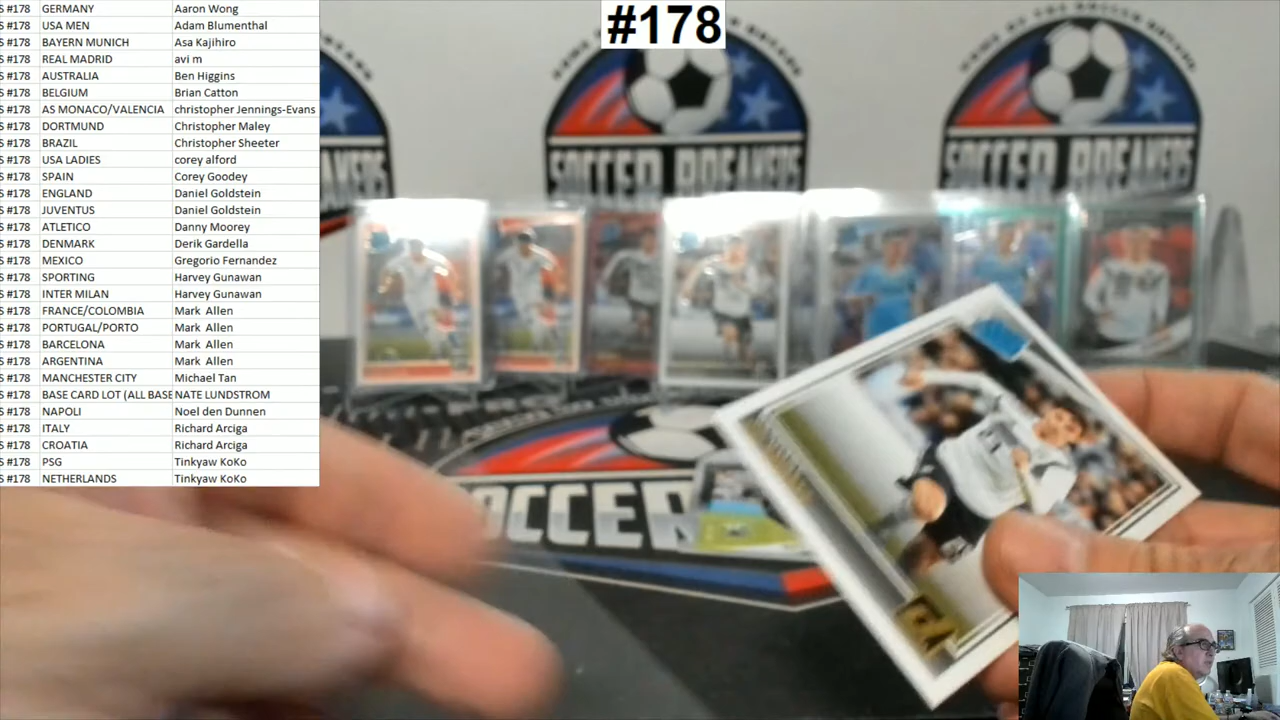 #178
S #178 GERMANY Aaron Wong
S #178 USA MEN Adam Blumenthal
S #178 BAYERN MUNICH Asa Kajihiro
S #178 REAL MADRID avi m
S #178 AUSTRALIA Ben Higgins
S #178 BELGIUM Brian Catton
S #178 AS MONACO/VALENCIA christopher Jennings-Evans
S #178 DORTMUND Christopher Maley
S #178 BRAZIL Christopher Sheeter
S #178 USA LADIES corey alford
S #178 SPAIN Corey Goodey
S #178 ENGLAND Daniel Goldstein
S #178 JUVENTUS Daniel Goldstein
S #178 ATLETICO Danny Moorey
S #178 DENMARK Derik Gardella
S #178 MEXICO Gregorio Fernandez
S #178 SPORTING Harvey Gunawan
S #178 INTER MILAN Harvey Gunawan
S #178 FRANCE/COLOMBIA Mark Allen
S #178 PORTUGAL/PORTO Mark Allen
S #178 BARCELONA Mark Allen
S #178 ARGENTINA Mark Allen
S #178 MANCHESTER CITY Michael Tan
S #178 BASE CARD LOT (ALL BASE NATE LUNDSTROM
S #178 NAPOLI Noel den Dunnen
S #178 ITALY Richard Arciga
S #178 CROATIA Richard Arciga
S #178 PSG Tinkyaw KoKo
S #178 NETHERLANDS Tinkyaw KoKo
SOCCER BREAKERS
SOCCER BREAKERS
SOCCER